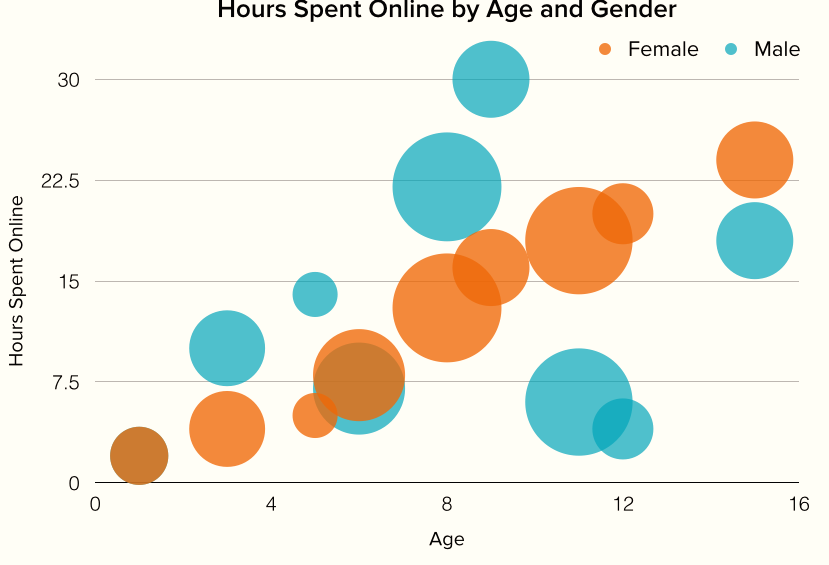 Hours Spent Online by Age and Gender
Female
Male
30
22.5
15
7.5
0
Hours Spent Online
0
4
8
12
16
Age